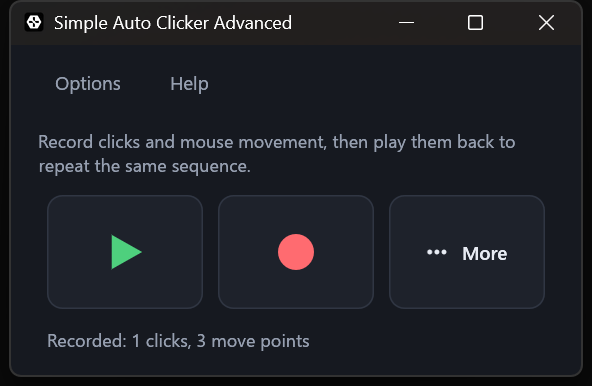 Simple Auto Clicker Advanced
Options Help
Record clicks and mouse movement, then play them back to
repeat the same sequence.
More
Recorded: 1 clicks, 3 move points